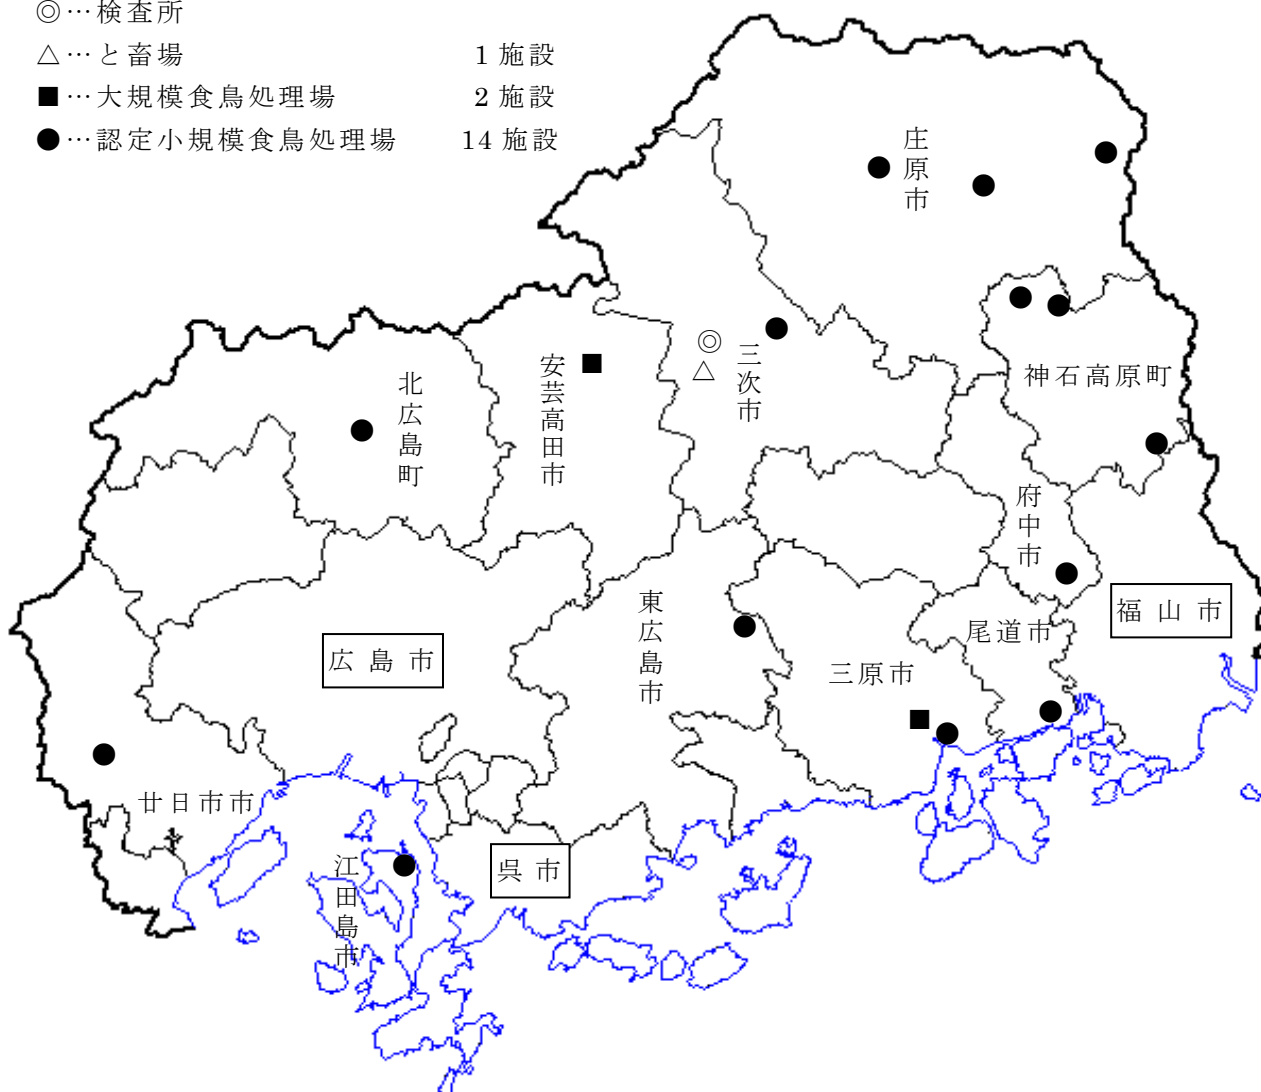 ◎…検査所
△…と畜場 1施設
■…大規模食鳥処理場 2施設
●…認定小規模食鳥処理場 14施設
庄原市
三次市
安芸高田市
北広島町
神石高原町
府中市
福山市
尾道市
東広島市
三原市
広島市
廿日市市
江田島市
呉市